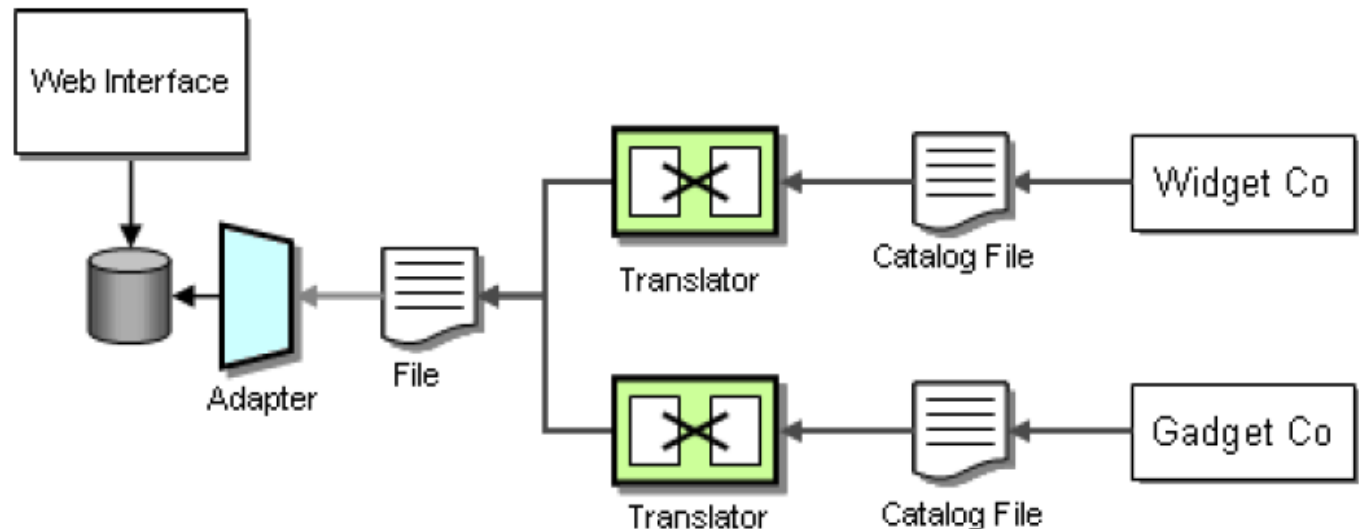 Web Interface
Widget Co
Translator
Catalog File
File
Adapter
Gadget Co
Translator
Catalog File